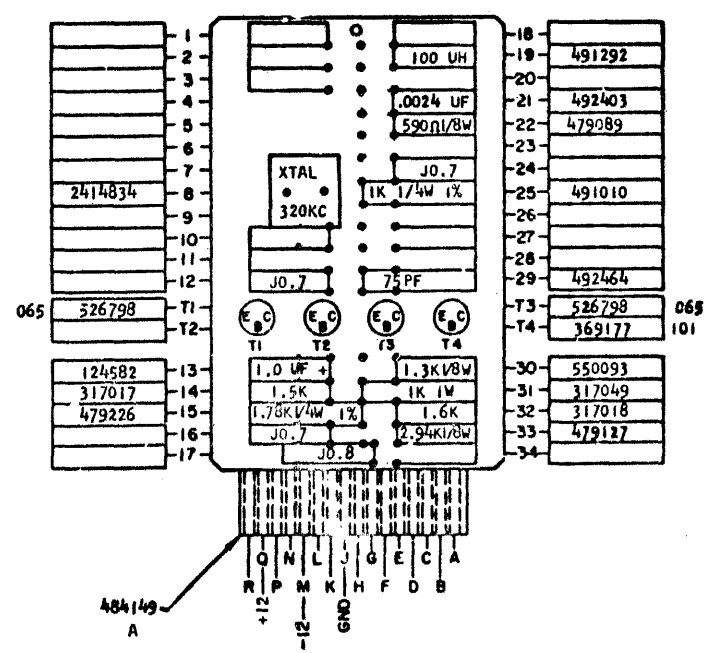 1 18
2 100 UH 19 491292
3 20
4 .0024 UF 21 492403
5 590Ω1/8W 22 479089
6 23
7 XTAL J0.7 24
2414834 8 1K 1/4W 1% 25 491010
9 320KC 26
10 27
11 28
12 J0.7 75PF 29 492464
065 526798 T1 E B C E B C E B C E B C T3 526798 065
T2 T1 T2 T3 T4 T4 369177 101
124582 13 1.0 UF + 1.3K1/8W 30 550093
317017 14 1.5K 1K 1W 31 317049
479226 15 1.78K1/4W 1% 1.6K 32 317018
16 J0.7 2.94K1/8W 33 479127
17 J0.8 34
Q N L J G E C A
R P M K H F D B
+12 -12 GND
484149
A